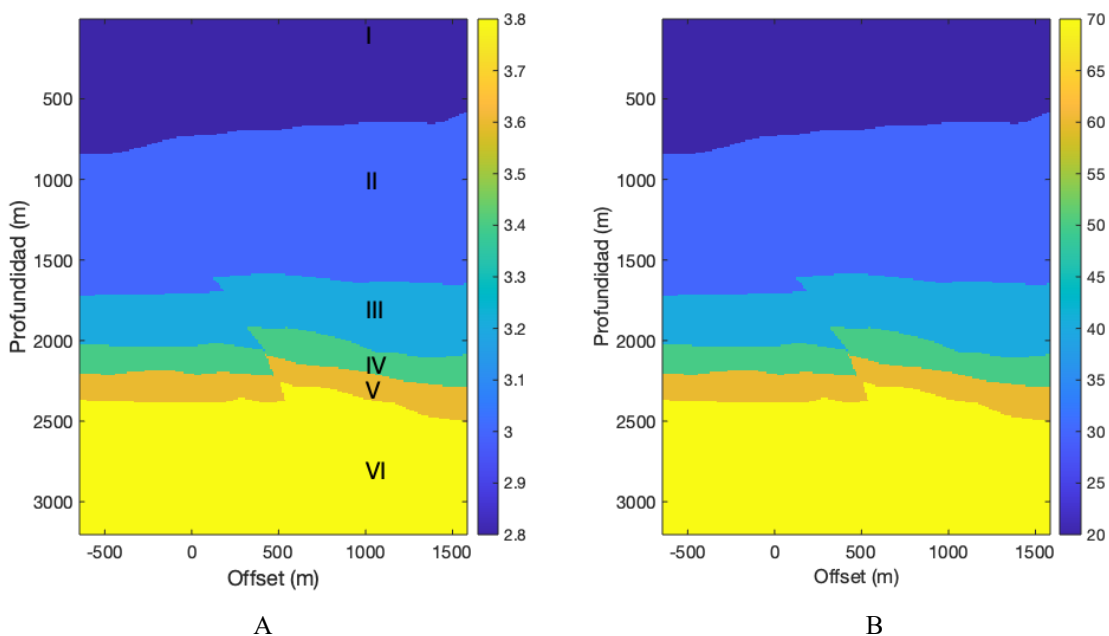 I
II
III
IV
V
VI
500
1000
1500
2000
2500
3000
Profundidad (m)
-500 0 500 1000 1500
Offset (m)
3.8
3.7
3.6
3.5
3.4
3.3
3.2
3.1
3
2.9
2.8
A
500
1000
1500
2000
2500
3000
Profundidad (m)
-500 0 500 1000 1500
Offset (m)
70
65
60
55
50
45
40
35
30
25
20
B